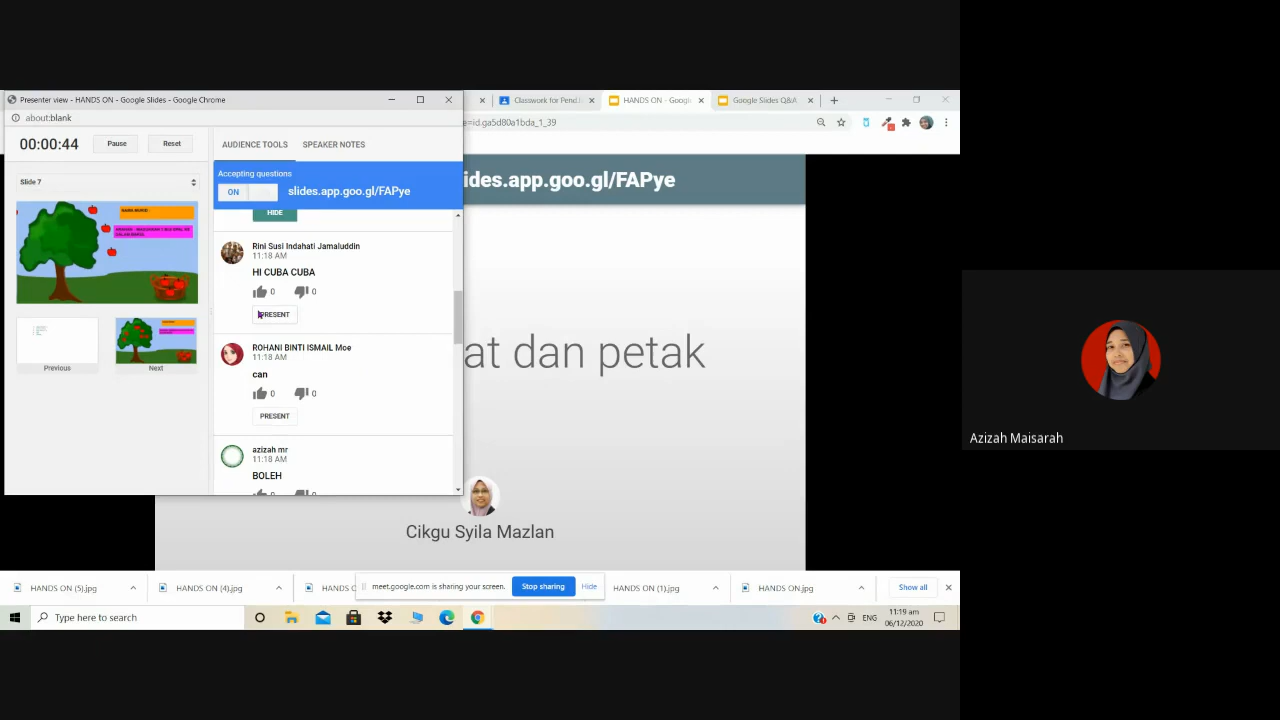 Presenter view - HANDS ON - Google Slides - Google Chrome
about:blank
Classwork for Pend
HANDS ON - Google
Google Slides Q&A
e=id.ga5d80a1bda_1_39
00:00:44
Pause
Reset
AUDIENCE TOOLS
SPEAKER NOTES
Slide 7
Previous
Next
Accepting questions
ON
slides.app.goo.gl/FAPye
HIDE
Rini Susi Indahati Jamaluddin
11:18 AM
HI CUBA CUBA
0
0
PRESENT
ROHANI BINTI ISMAIL Moe
11:18 AM
can
0
0
PRESENT
azizah mr
11:18 AM
BOLEH
ides.app.goo.gl/FAPye
at dan petak
Cikgu Syila Mazlan
Azizah Maisarah
HANDS ON (5).jpg
HANDS ON (4).jpg
HANDS O
meet.google.com is sharing your screen.
Stop sharing
Hide
HANDS ON (1).jpg
HANDS ON.jpg
Show all
Type here to search
ENG
11:19 am
06/12/2020